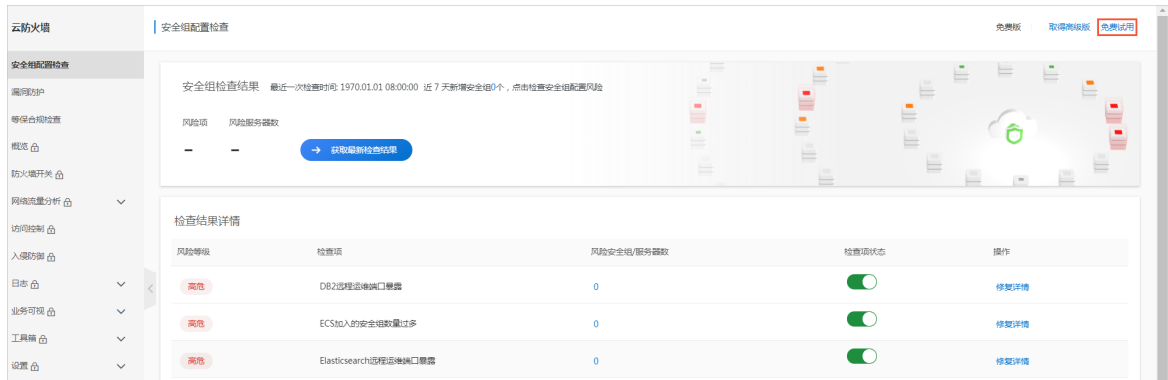 云防火墙
安全组配置检查
免费版 取得高级版 免费试用
安全组配置检查
漏洞防护
等保合规检查
概览
防火墙开关
网络流量分析
访问控制
入侵防御
日志
业务可视
工具箱
设置
安全组检查结果 最近一次检查时间: 1970.01.01 08:00:00 近 7 天新增安全组0个，点击检查安全组配置风险
风险项 风险服务器数
– –
→ 获取最新检查结果
检查结果详情
风险等级 检查项 风险安全组/服务器数 检查项状态 操作
高危 DB2远程运维端口暴露 0 修复详情
高危 ECS加入的安全组数量过多 0 修复详情
高危 Elasticsearch远程运维端口暴露 0 修复详情